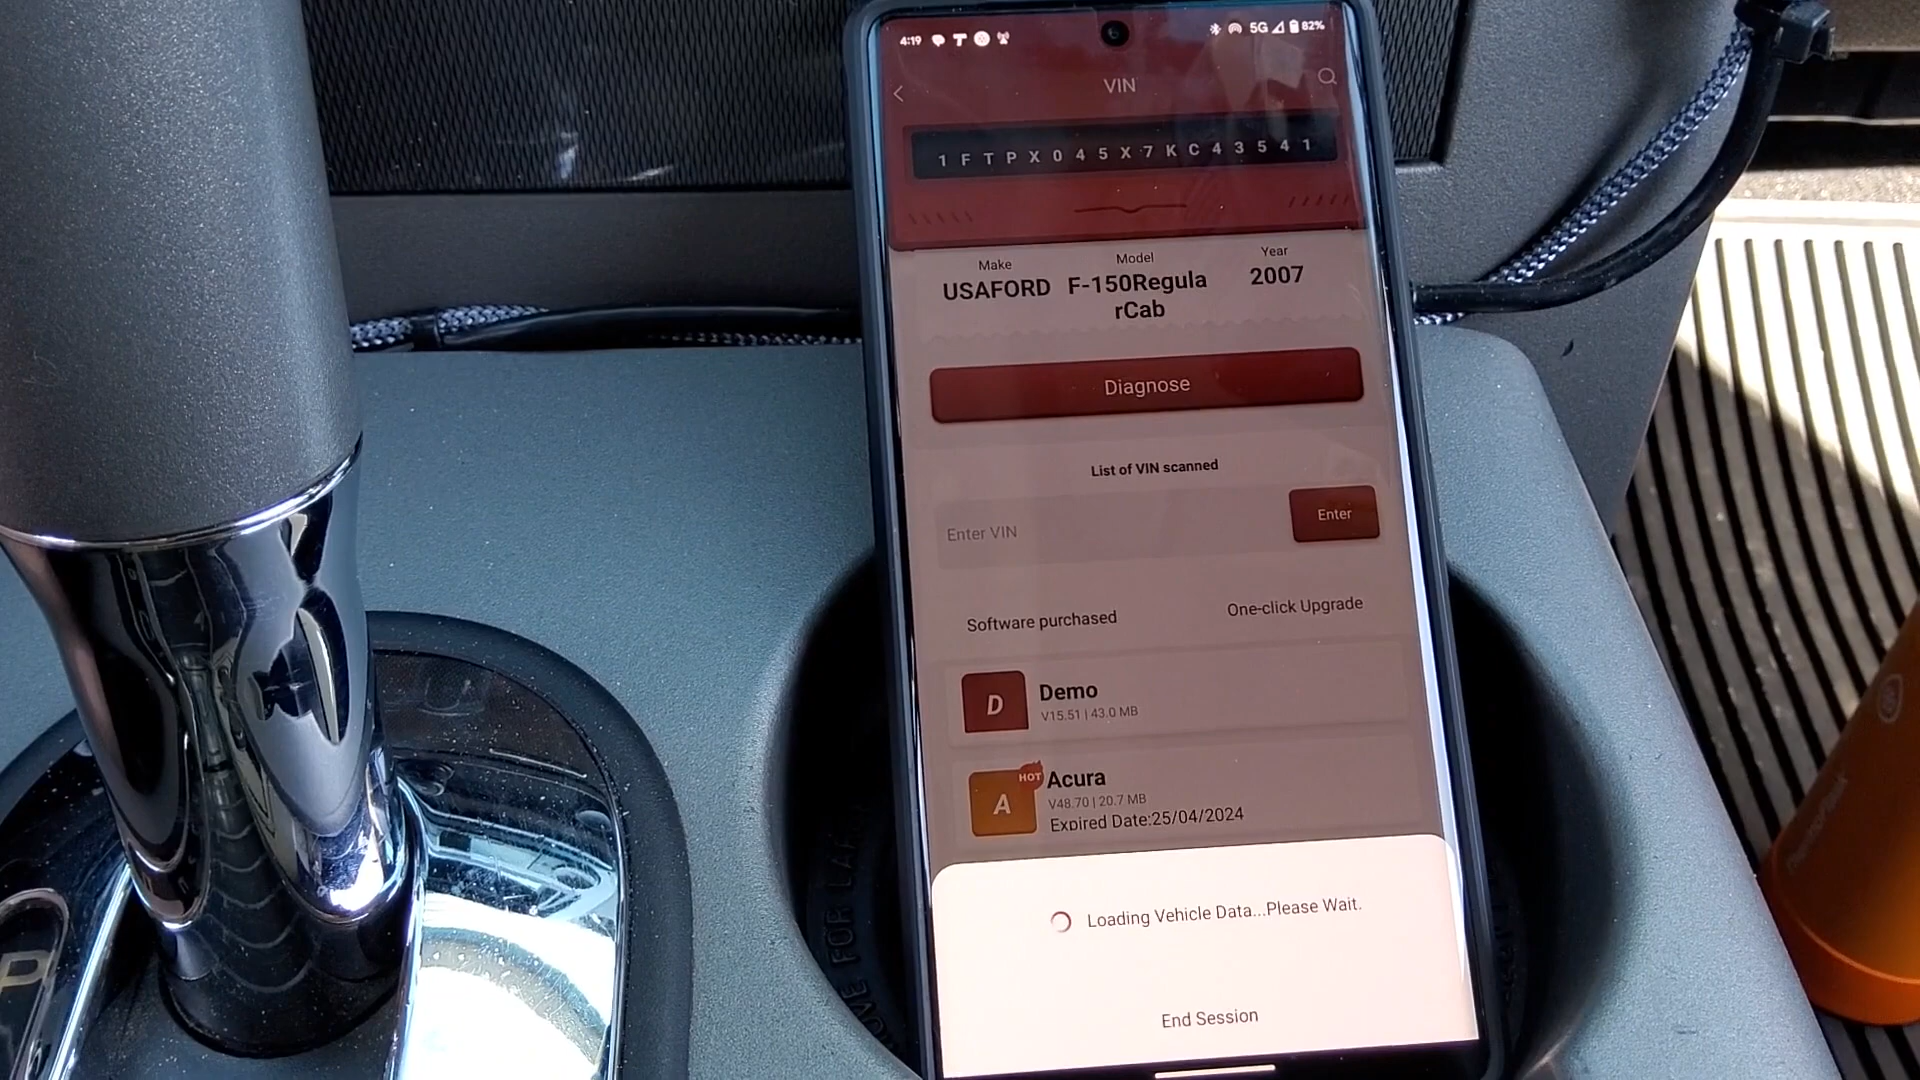 4:19
5G
82%
VIN
1 F T P X 0 4 5 X 7 K C 4 3 5 4 1
Make
Model
Year
USAFORD
F-150Regula
rCab
2007
Diagnose
List of VIN scanned
Enter VIN
Enter
Software purchased
One-click Upgrade
D
Demo
V15.51 | 43.0 MB
HOT
A
Acura
V48.70 | 20.7 MB
Expired Date:25/04/2024
Loading Vehicle Data...Please Wait.
End Session
P